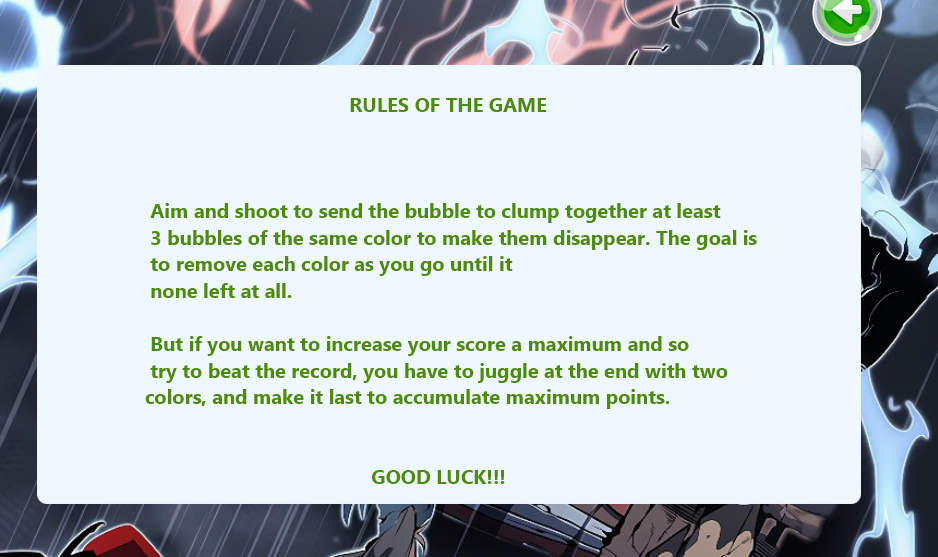 RULES OF THE GAME
Aim and shoot to send the bubble to clump together at least
3 bubbles of the same color to make them disappear. The goal is
to remove each color as you go until it
none left at all.
But if you want to increase your score a maximum and so
try to beat the record, you have to juggle at the end with two
colors, and make it last to accumulate maximum points.
GOOD LUCK!!!